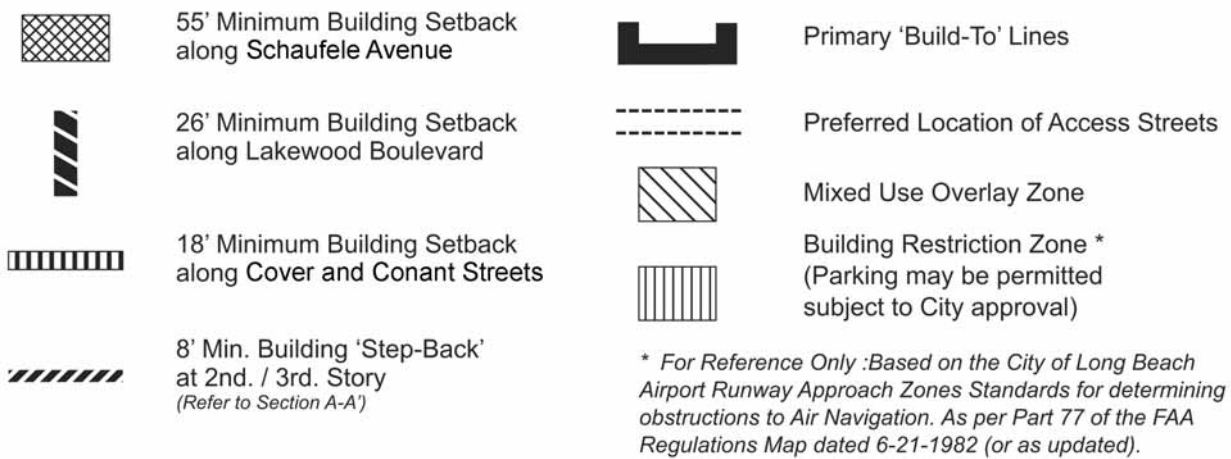 55’ Minimum Building Setback
along Schaufele Avenue
26’ Minimum Building Setback
along Lakewood Boulevard
18’ Minimum Building Setback
along Cover and Conant Streets
8’ Min. Building ‘Step-Back’
at 2nd. / 3rd. Story
(Refer to Section A-A’)
Primary ‘Build-To’ Lines
Preferred Location of Access Streets
Mixed Use Overlay Zone
Building Restriction Zone *
(Parking may be permitted
subject to City approval)
* For Reference Only :Based on the City of Long Beach
Airport Runway Approach Zones Standards for determining
obstructions to Air Navigation. As per Part 77 of the FAA
Regulations Map dated 6-21-1982 (or as updated).